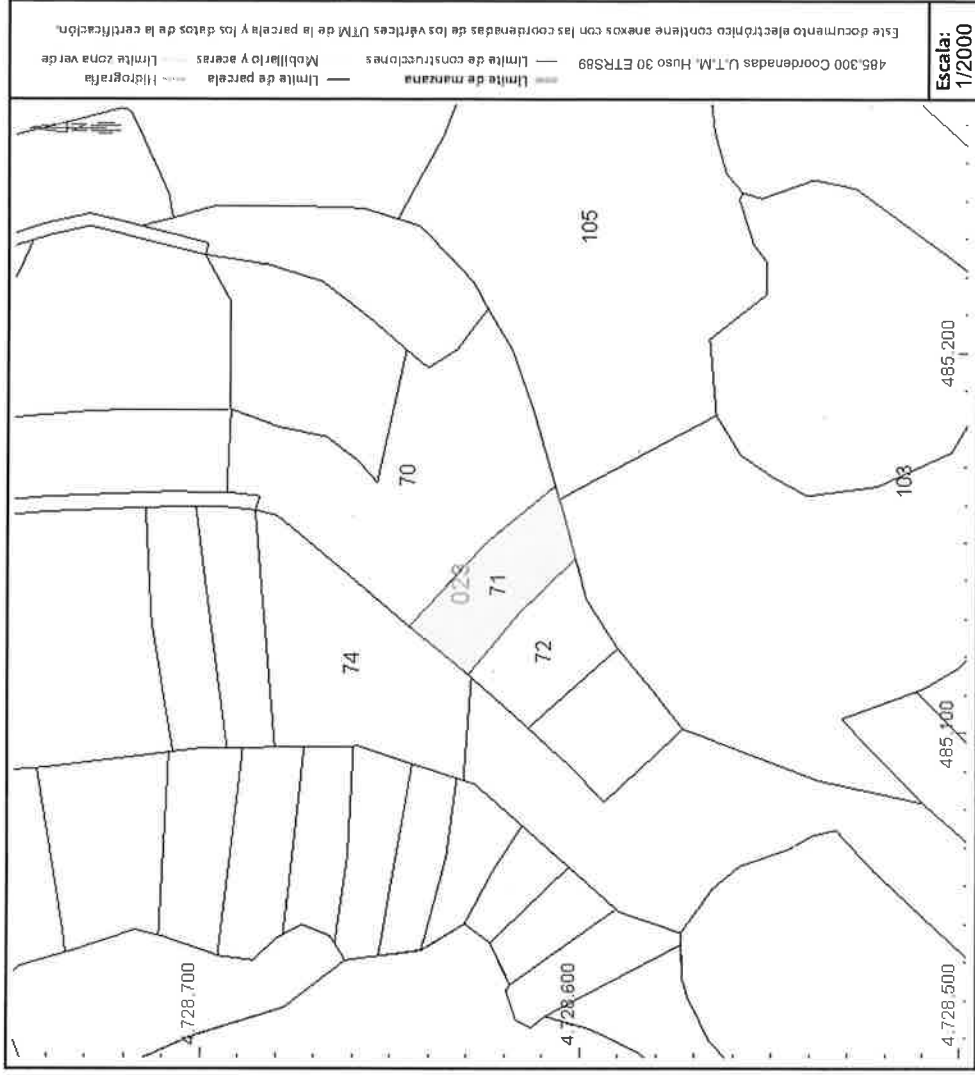 70
105
74
023
71
72
103
4.728.700
4.728.600
4.728.500
485.100
485.200
Escala:
1/2000
Límite de manzana
Límite de parcela
Hidrografía
Límite de construcciones
Mobiliario y aceras
Límite zona verde
485.300 Coordenadas U.T.M. Huso 30 ETRS89
Este documento electrónico contiene anexos con las coordenadas de los vértices UTM de la parcela y los datos de la certificación.